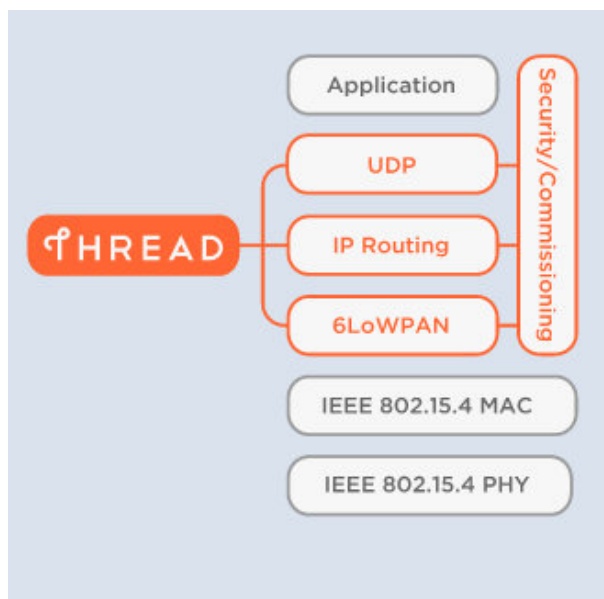 Application
Security/Commissioning
UDP
THREAD
IP Routing
6LoWPAN
IEEE 802.15.4 MAC
IEEE 802.15.4 PHY